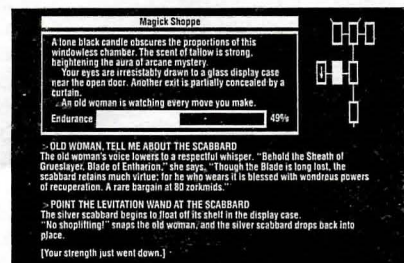 Magick Shoppe
A lone black candle obscures the proportions of this
windowless chamber. The scent of tallow is strong,
heightening the aura of arcane mystery.
Your eyes are irresistably drawn to a glass display case
near the open door. Another exit is partially concealed by a
curtain.
An old woman is watching every move you make.
Endurance 49%
>OLD WOMAN, TELL ME ABOUT THE SCABBARD
The old woman's voice lowers to a respectful whisper. "Behold the Sheath of
Grueslayer, Blade of Entharion," she says. "Though the Blade is long lost, the
scabbard retains much virtue; for he who wears it is blessed with wondrous powers
of recuperation. A rare bargain at 80 zorkmids."
>POINT THE LEVITATION WAND AT THE SCABBARD
The silver scabbard begins to float off its shelf in the display case.
"No shoplifting!" snaps the old woman, and the silver scabbard drops back into
place.
[Your strength just went down.]